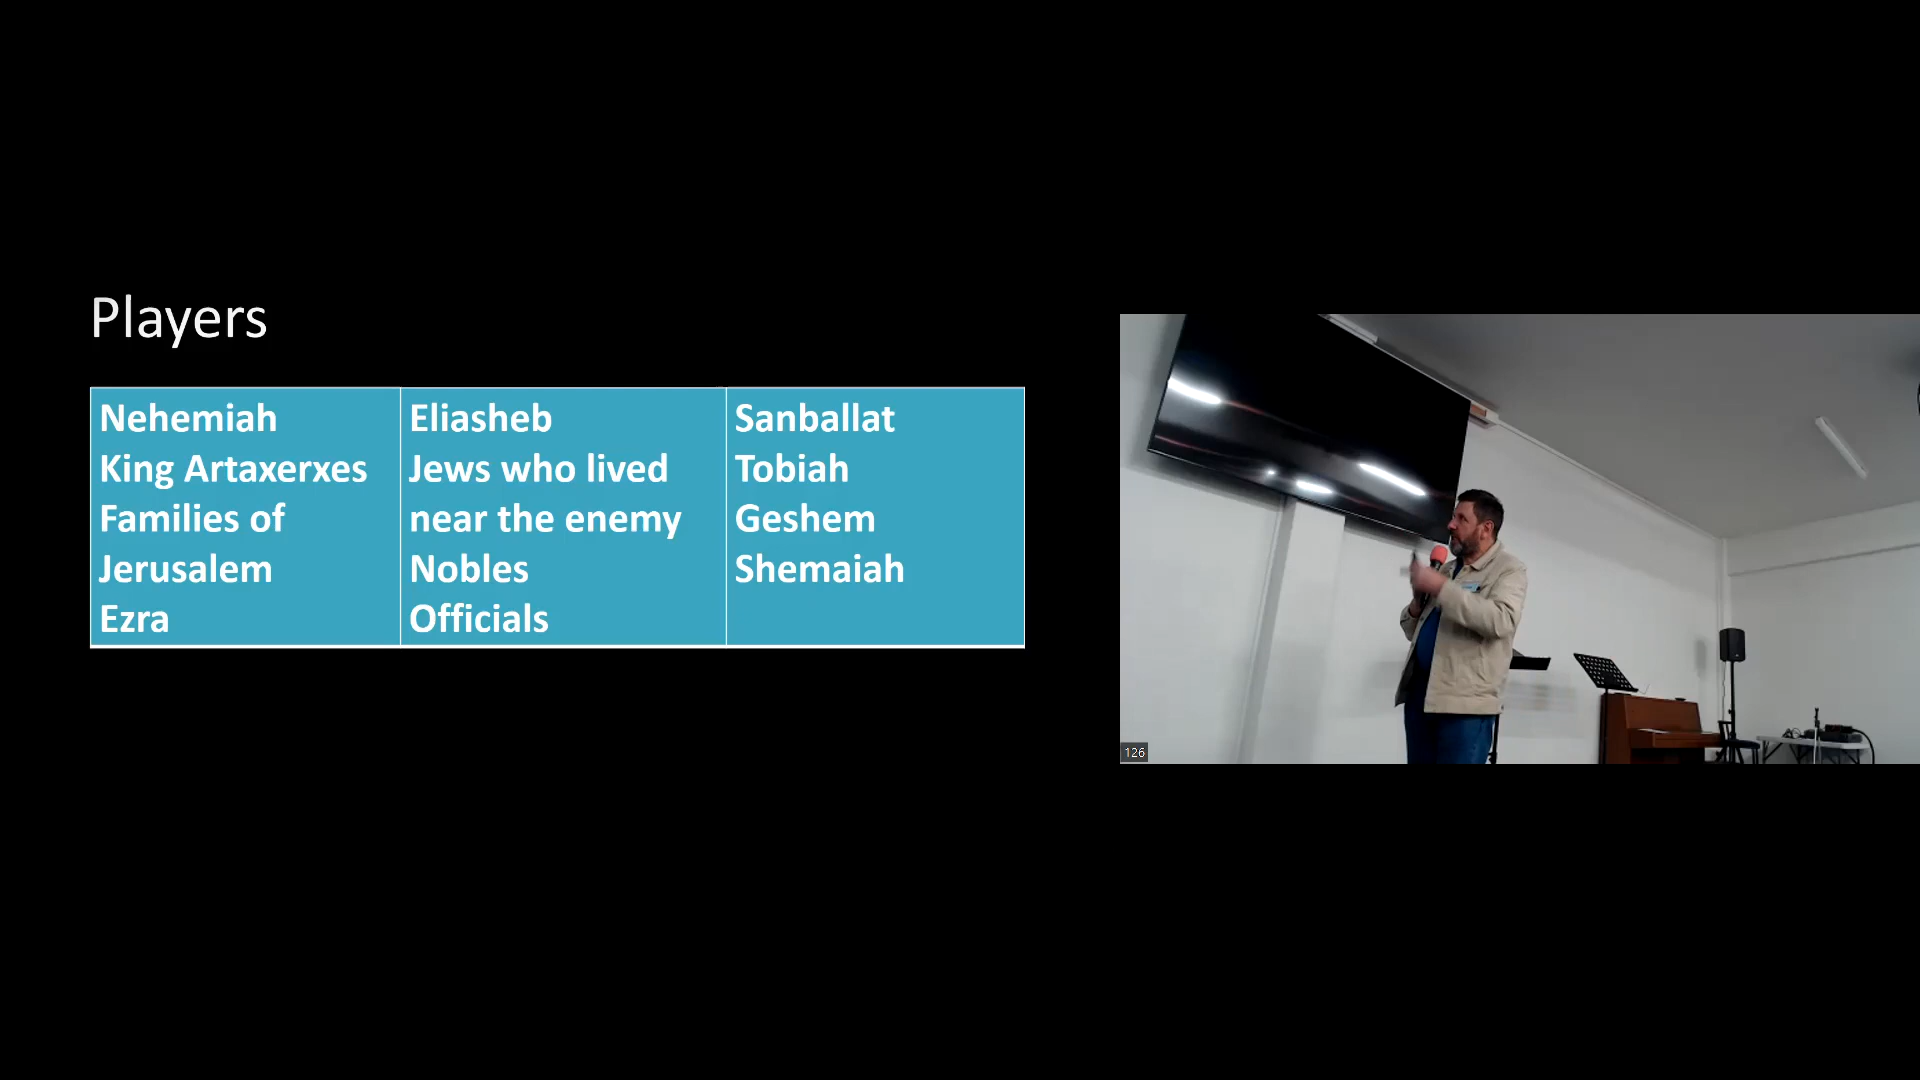 Players
Nehemiah
King Artaxerxes
Families of
Jerusalem
Ezra
Eliasheb
Jews who lived
near the enemy
Nobles
Officials
Sanballat
Tobiah
Geshem
Shemaiah
126